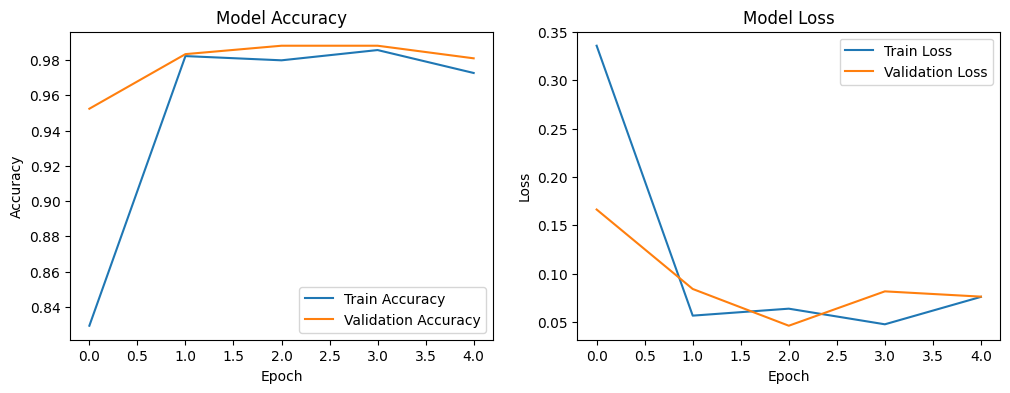 Model Accuracy
0.98
0.96
0.94
0.92
0.90
0.88
0.86
0.84
Accuracy
Train Accuracy
Validation Accuracy
0.0 0.5 1.0 1.5 2.0 2.5 3.0 3.5 4.0
Epoch
Model Loss
0.35
0.30
0.25
0.20
0.15
0.10
0.05
Loss
Train Loss
Validation Loss
0.0 0.5 1.0 1.5 2.0 2.5 3.0 3.5 4.0
Epoch